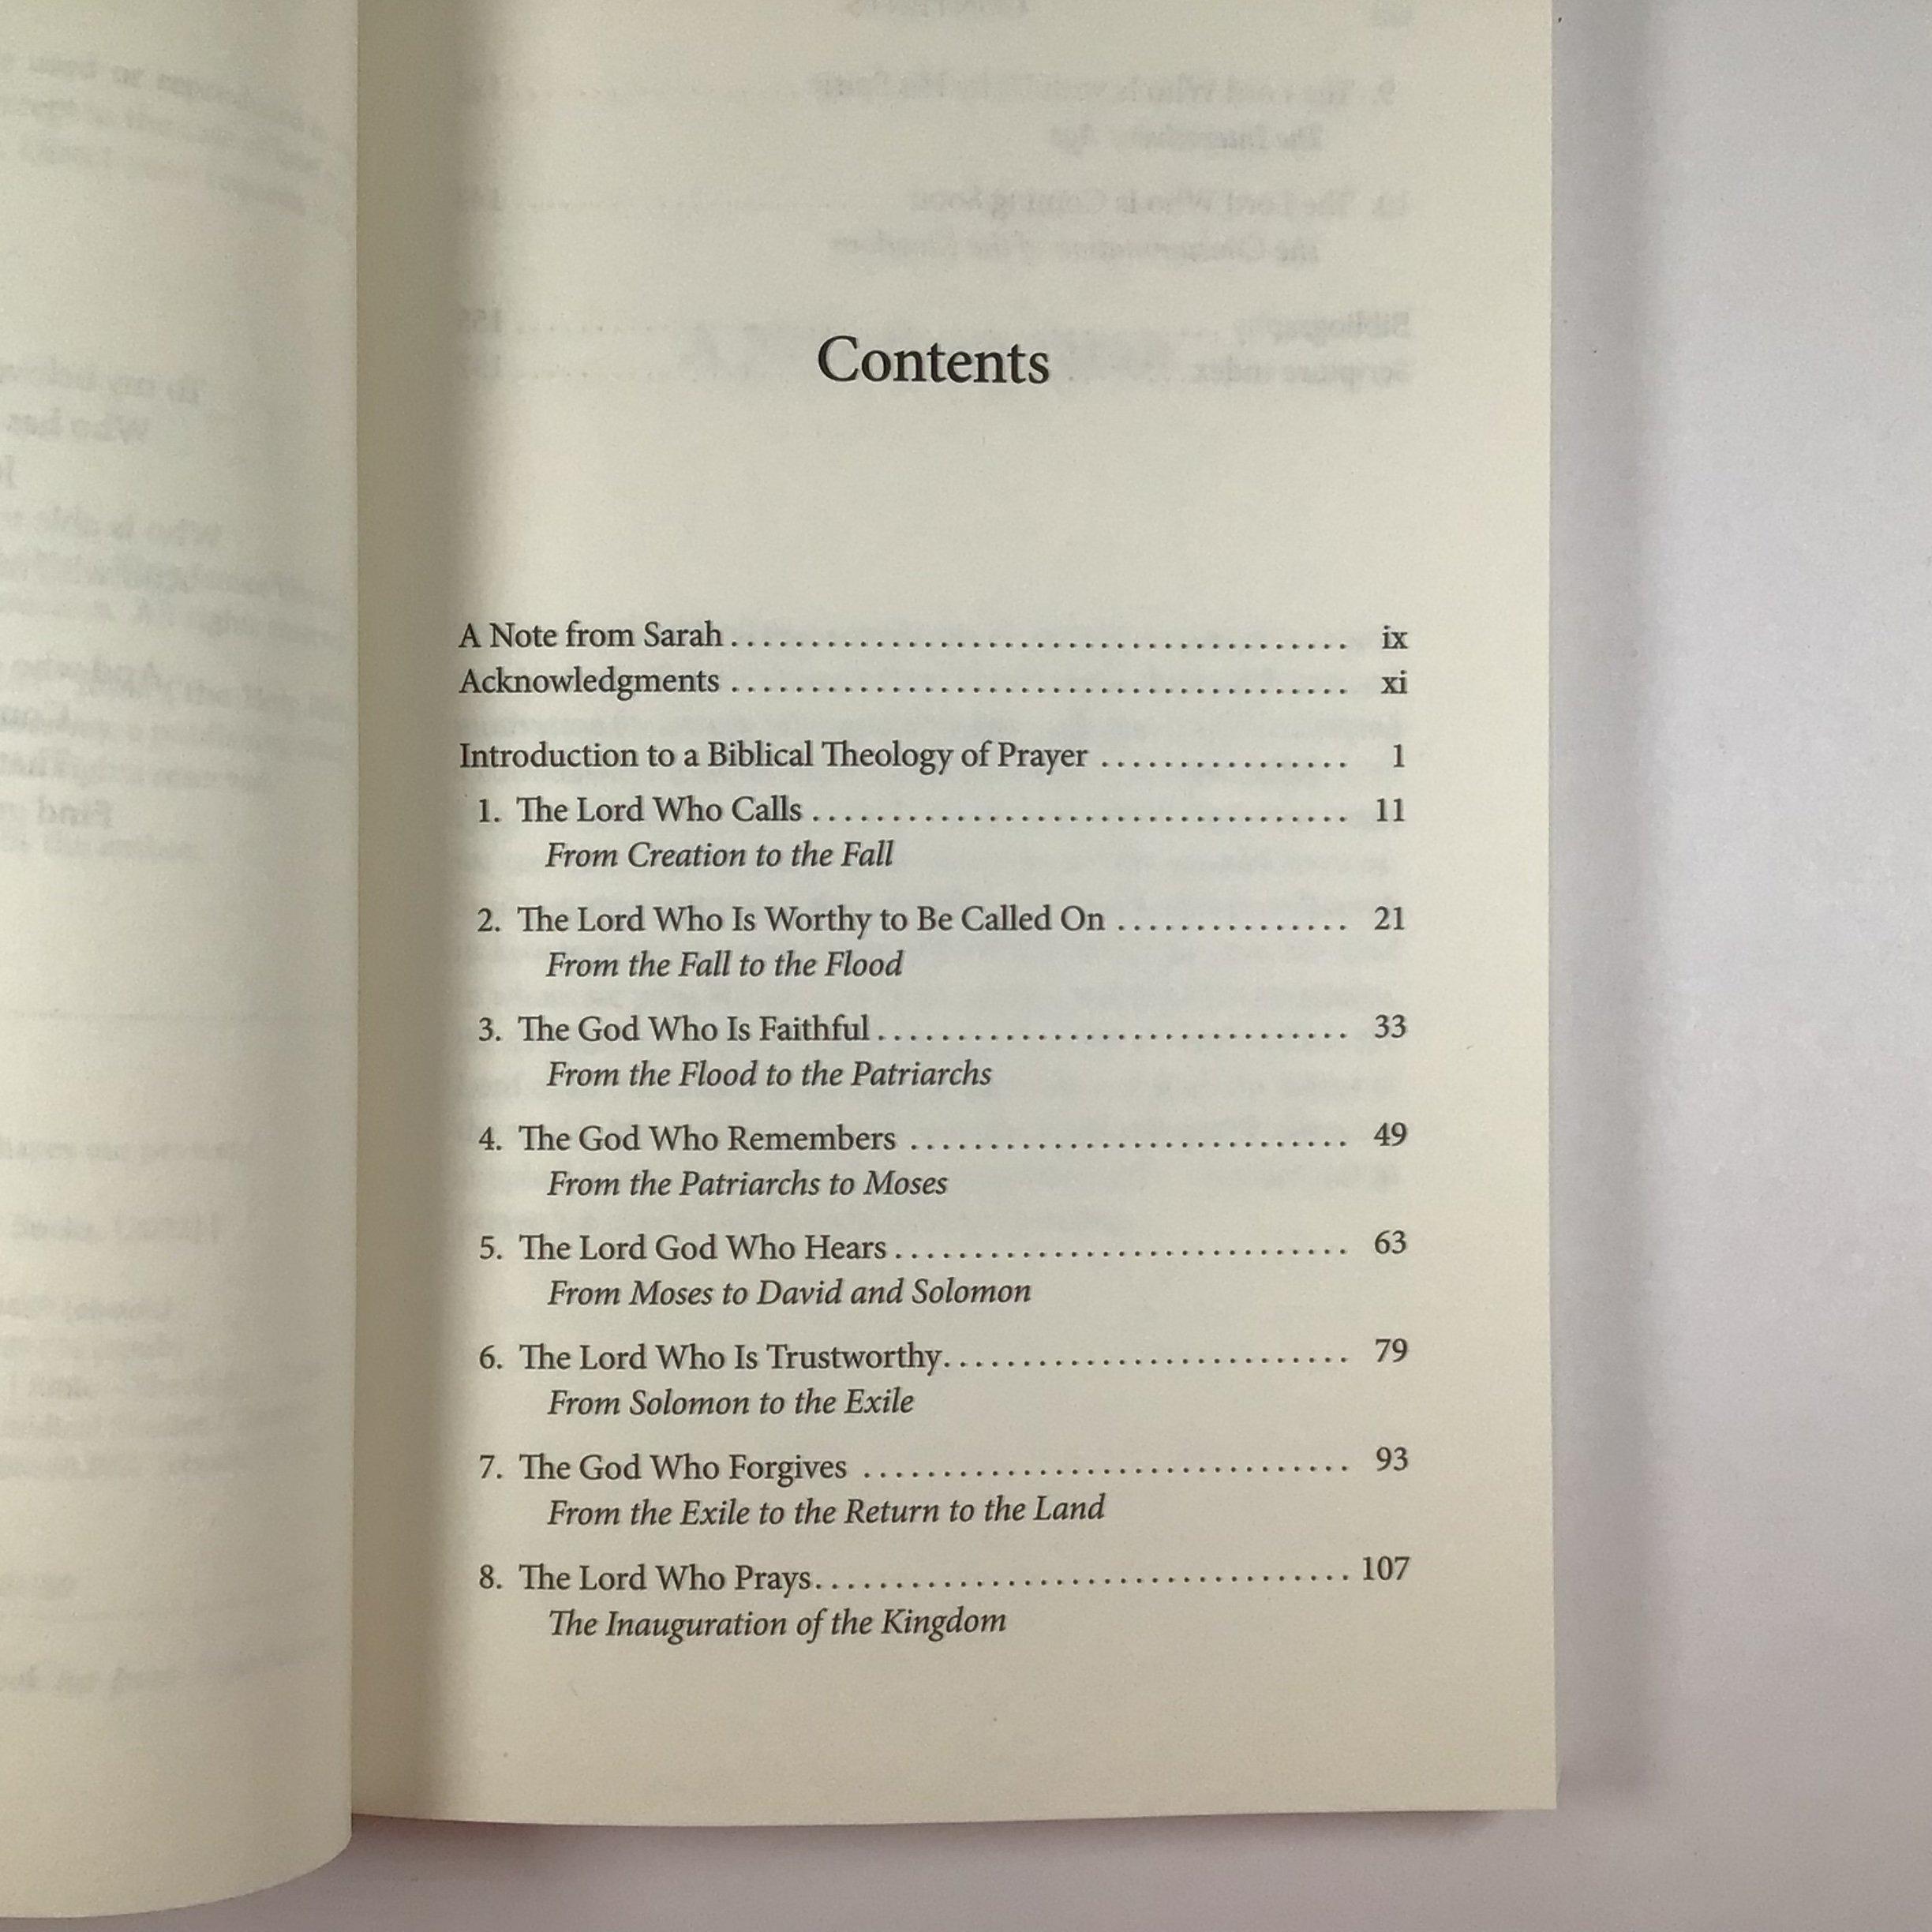 Contents
A Note from Sarah ix
Acknowledgments xi
Introduction to a Biblical Theology of Prayer 1
1. The Lord Who Calls 11
From Creation to the Fall
2. The Lord Who Is Worthy to Be Called On 21
From the Fall to the Flood
3. The God Who Is Faithful 33
From the Flood to the Patriarchs
4. The God Who Remembers 49
From the Patriarchs to Moses
5. The Lord God Who Hears 63
From Moses to David and Solomon
6. The Lord Who Is Trustworthy 79
From Solomon to the Exile
7. The God Who Forgives 93
From the Exile to the Return to the Land
8. The Lord Who Prays 107
The Inauguration of the Kingdom